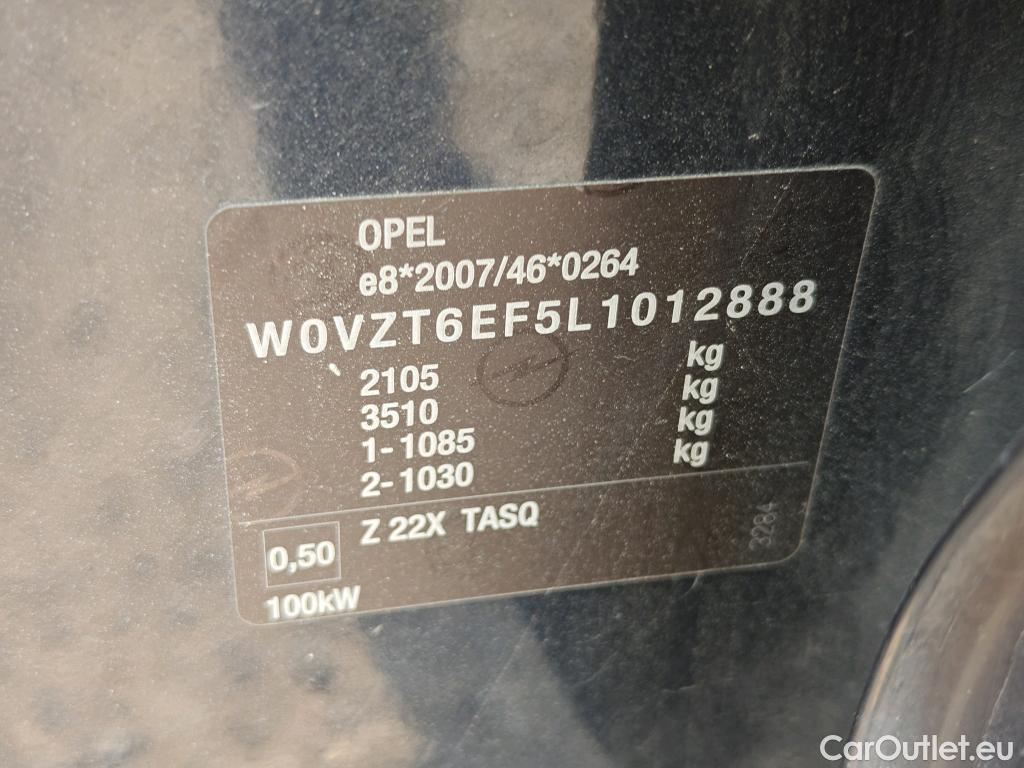 OPEL
e8*2007/46*0264
W0VZT6EF5L1012888
2105 kg
3510 kg
1-1085 kg
2-1030 kg
0,50 Z 22X TASQ
100kW
3284
CarOutlet.eu